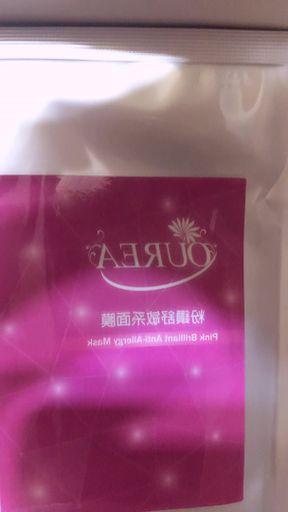 OUREA
粉鑽舒敏系面膜
Pink Brilliant Anti-Allergy Mask